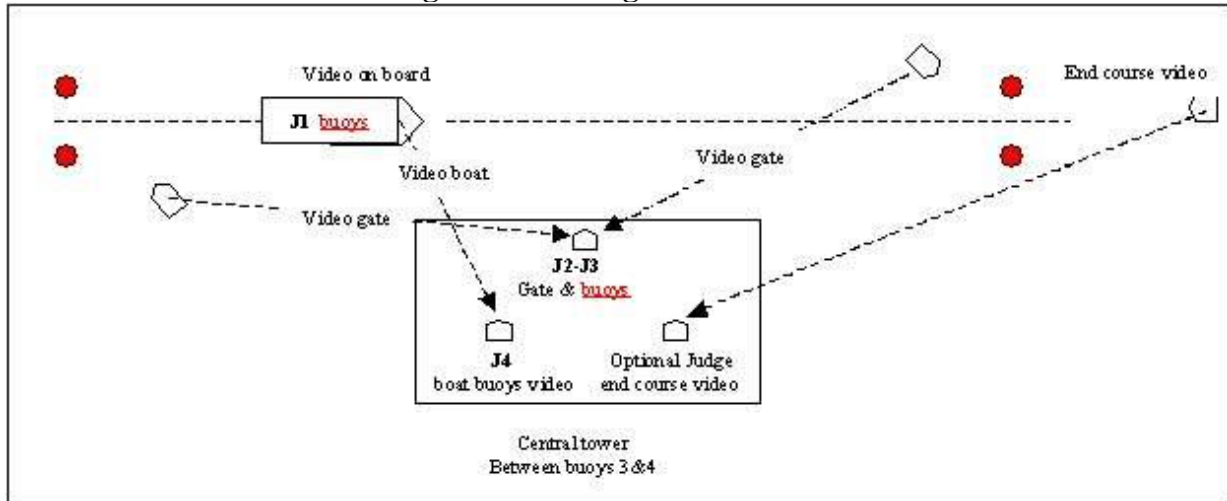 Video on board
End course video
J1 buoys
Video gate
Video boat
Video gate
J2-J3
Gate & buoys
J4
boat buoys video
Optional Judge
end course video
Central tower
Between buoys 3&4